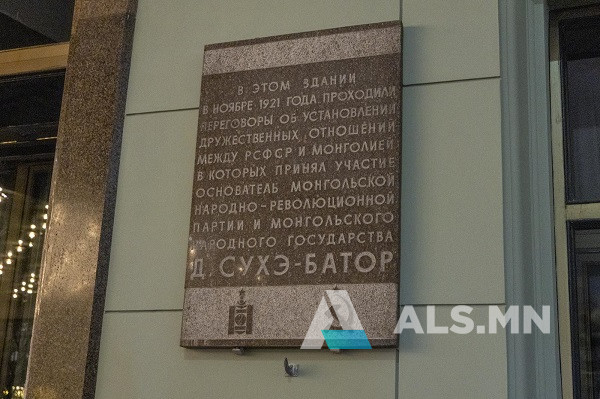 В ЭТОМ ЗДАНИИ
В НОЯБРЕ 1921 ГОДА ПРОХОДИЛИ
ПЕРЕГОВОРЫ ОБ УСТАНОВЛЕНИИ
ДРУЖЕСТВЕННЫХ ОТНОШЕНИЙ
МЕЖДУ РСФСР И МОНГОЛИЕЙ
В КОТОРЫХ ПРИНЯЛ УЧАСТИЕ
ОСНОВАТЕЛЬ МОНГОЛЬСКОЙ
НАРОДНО-РЕВОЛЮЦИОННОЙ
ПАРТИИ И МОНГОЛЬСКОГО
НАРОДНОГО ГОСУДАРСТВА
Д. СУХЭ-БАТОР
ALS.MN